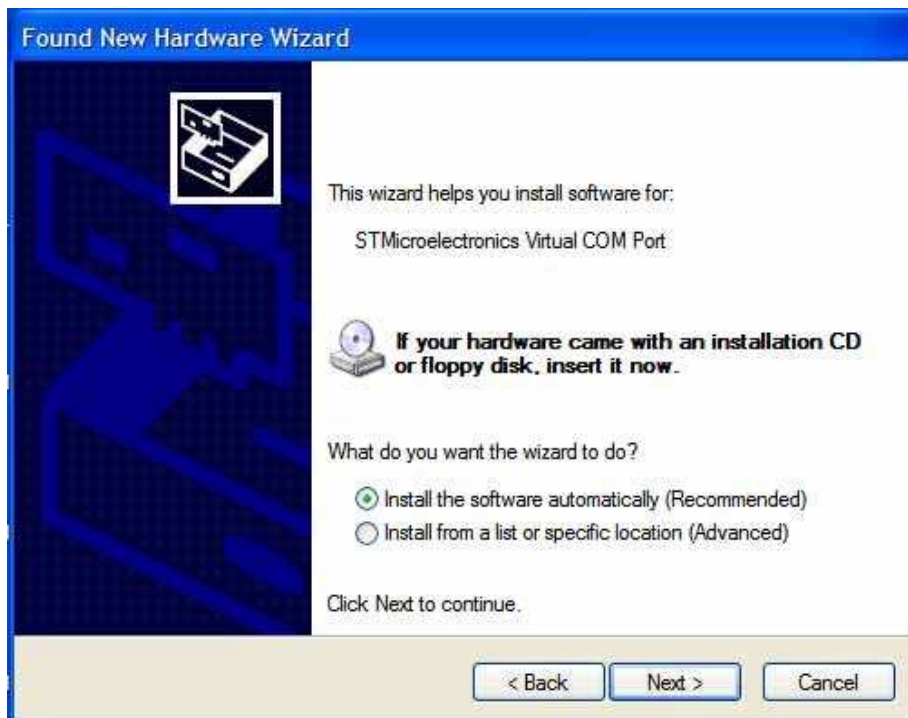 Found New Hardware Wizard
This wizard helps you install software for:
STMicroelectronics Virtual COM Port
If your hardware came with an installation CD
or floppy disk, insert it now.
What do you want the wizard to do?
Install the software automatically (Recommended)
Install from a list or specific location (Advanced)
Click Next to continue.
< Back Next > Cancel